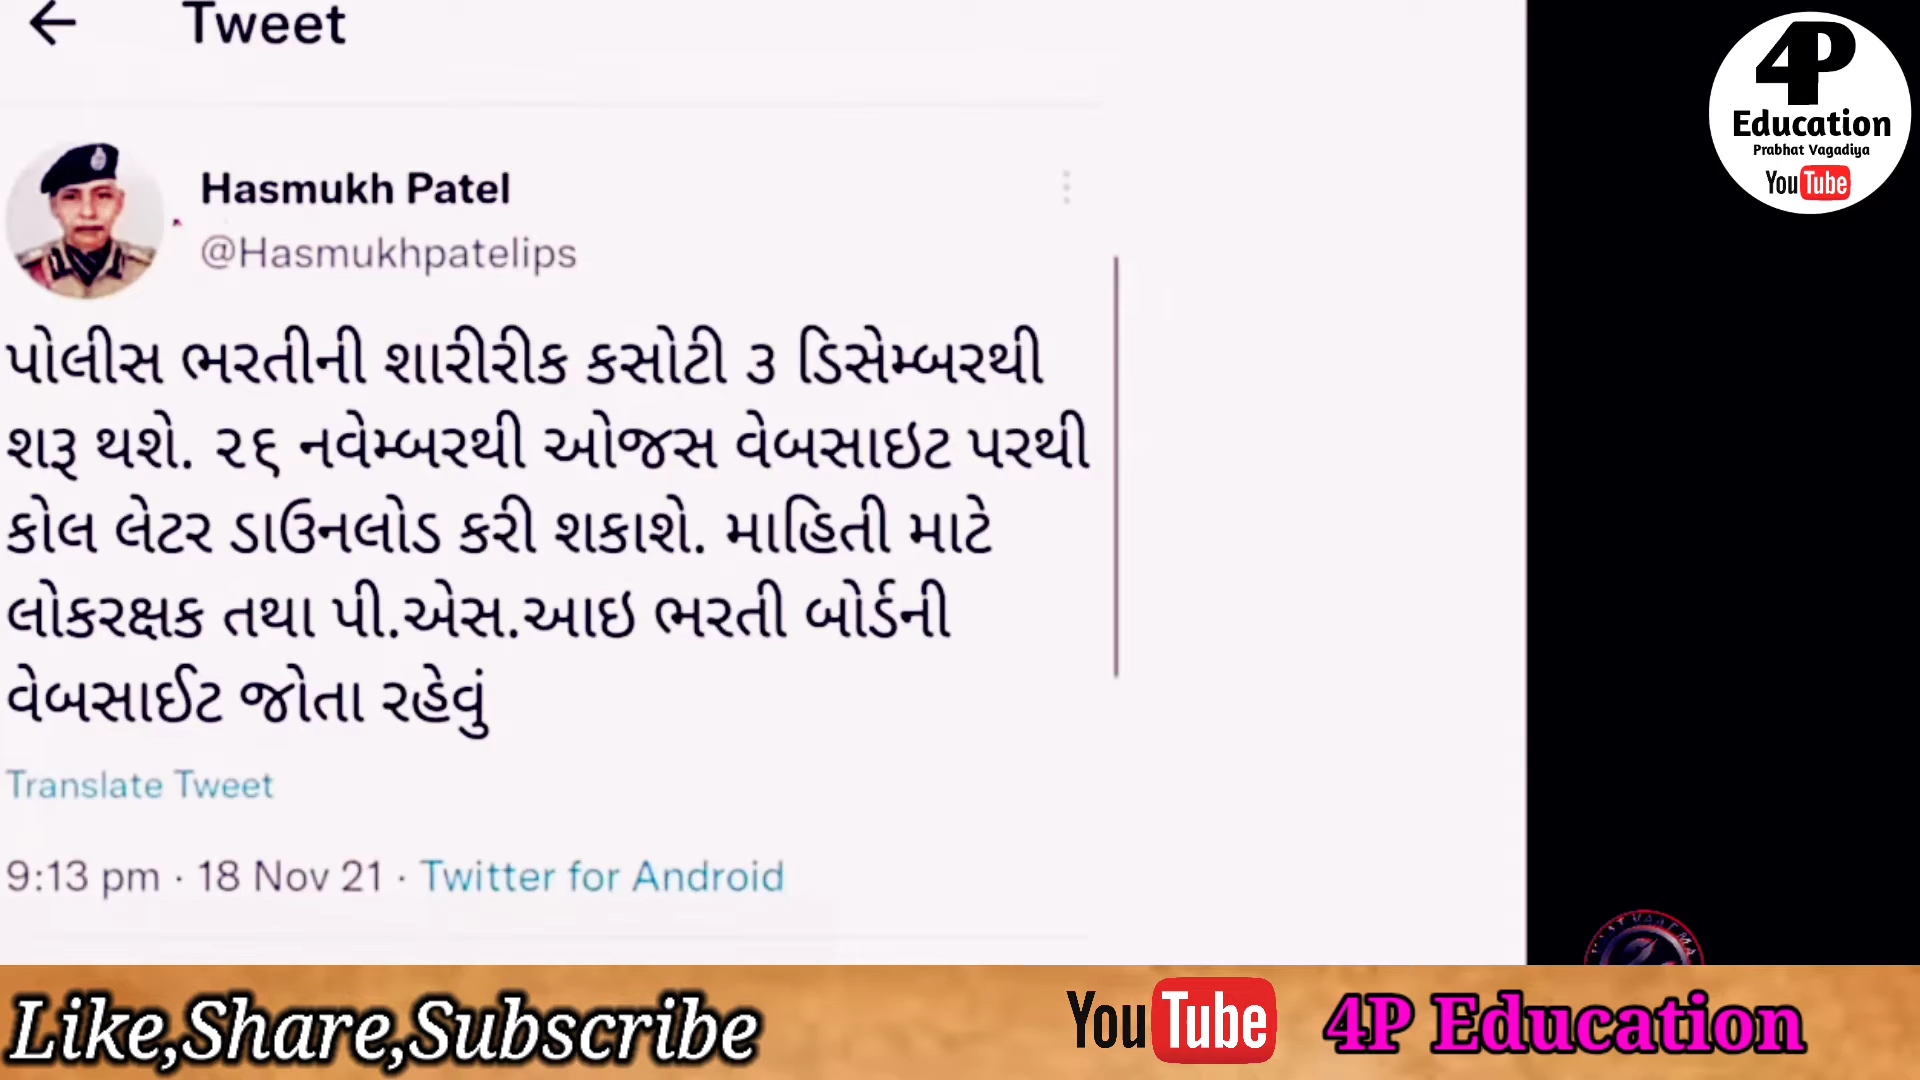 Tweet
4P
Education
Prabhat Vagadiya
YouTube
Hasmukh Patel
@Hasmukhpatelips
પોલીસ ભરતીની શારીરીક કસોટી ૩ ડિસેમ્બરથી
શરૂ થશે. ૨૬ નવેમ્બરથી ઓજસ વેબસાઇટ પરથી
કોલ લેટર ડાઉનલોડ કરી શકાશે. માહિતી માટે
લોકરક્ષક તથા પી.એસ.આઇ ભરતી બોર્ડની
વેબસાઈટ જોતા રહેવું
Translate Tweet
9:13 pm · 18 Nov 21 · Twitter for Android
Like,Share,Subscribe YouTube 4P Education